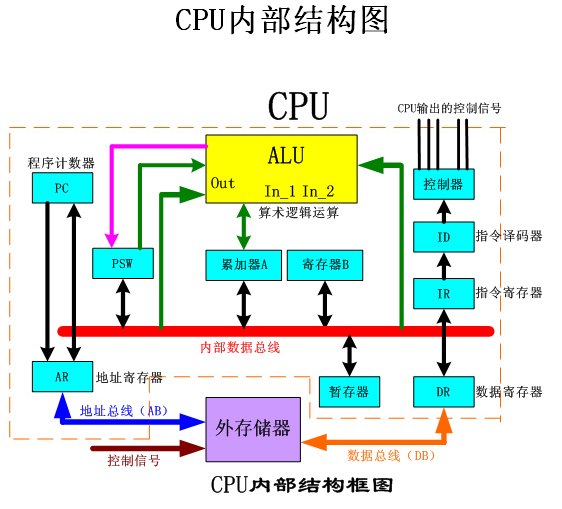 CPU内部结构图
CPU
CPU输出的控制信号
ALU
程序计数器
PC
控制器
Out
In_1 In_2
算术逻辑运算
ID
指令译码器
PSW
累加器A
寄存器B
IR
指令寄存器
内部数据总线
AR
地址寄存器
暂存器
DR
数据寄存器
地址总线（AB）
外存储器
控制信号
数据总线（DB）
CPU内部结构框图